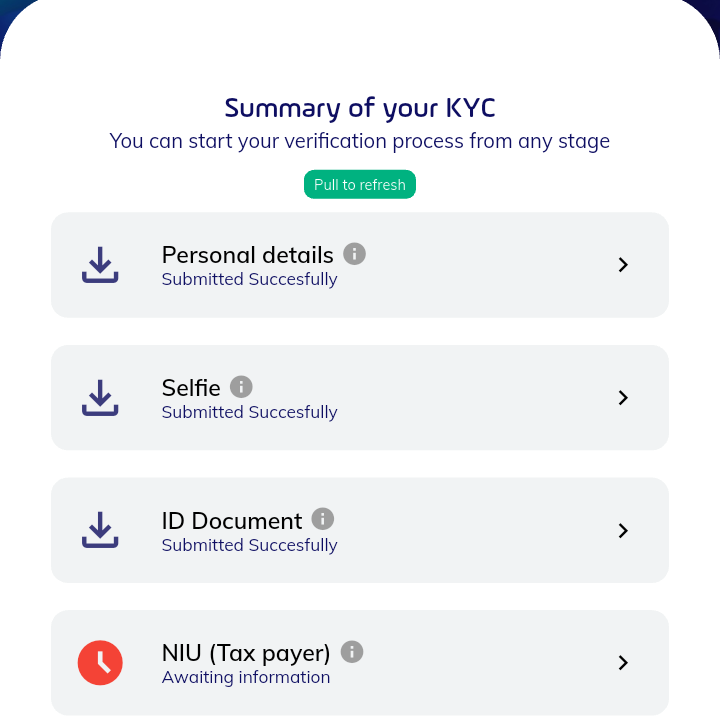 Summary of your KYC
You can start your verification process from any stage
Pull to refresh
Personal details
Submitted Succesfully
Selfie
Submitted Succesfully
ID Document
Submitted Succesfully
NIU (Tax payer)
Awaiting information